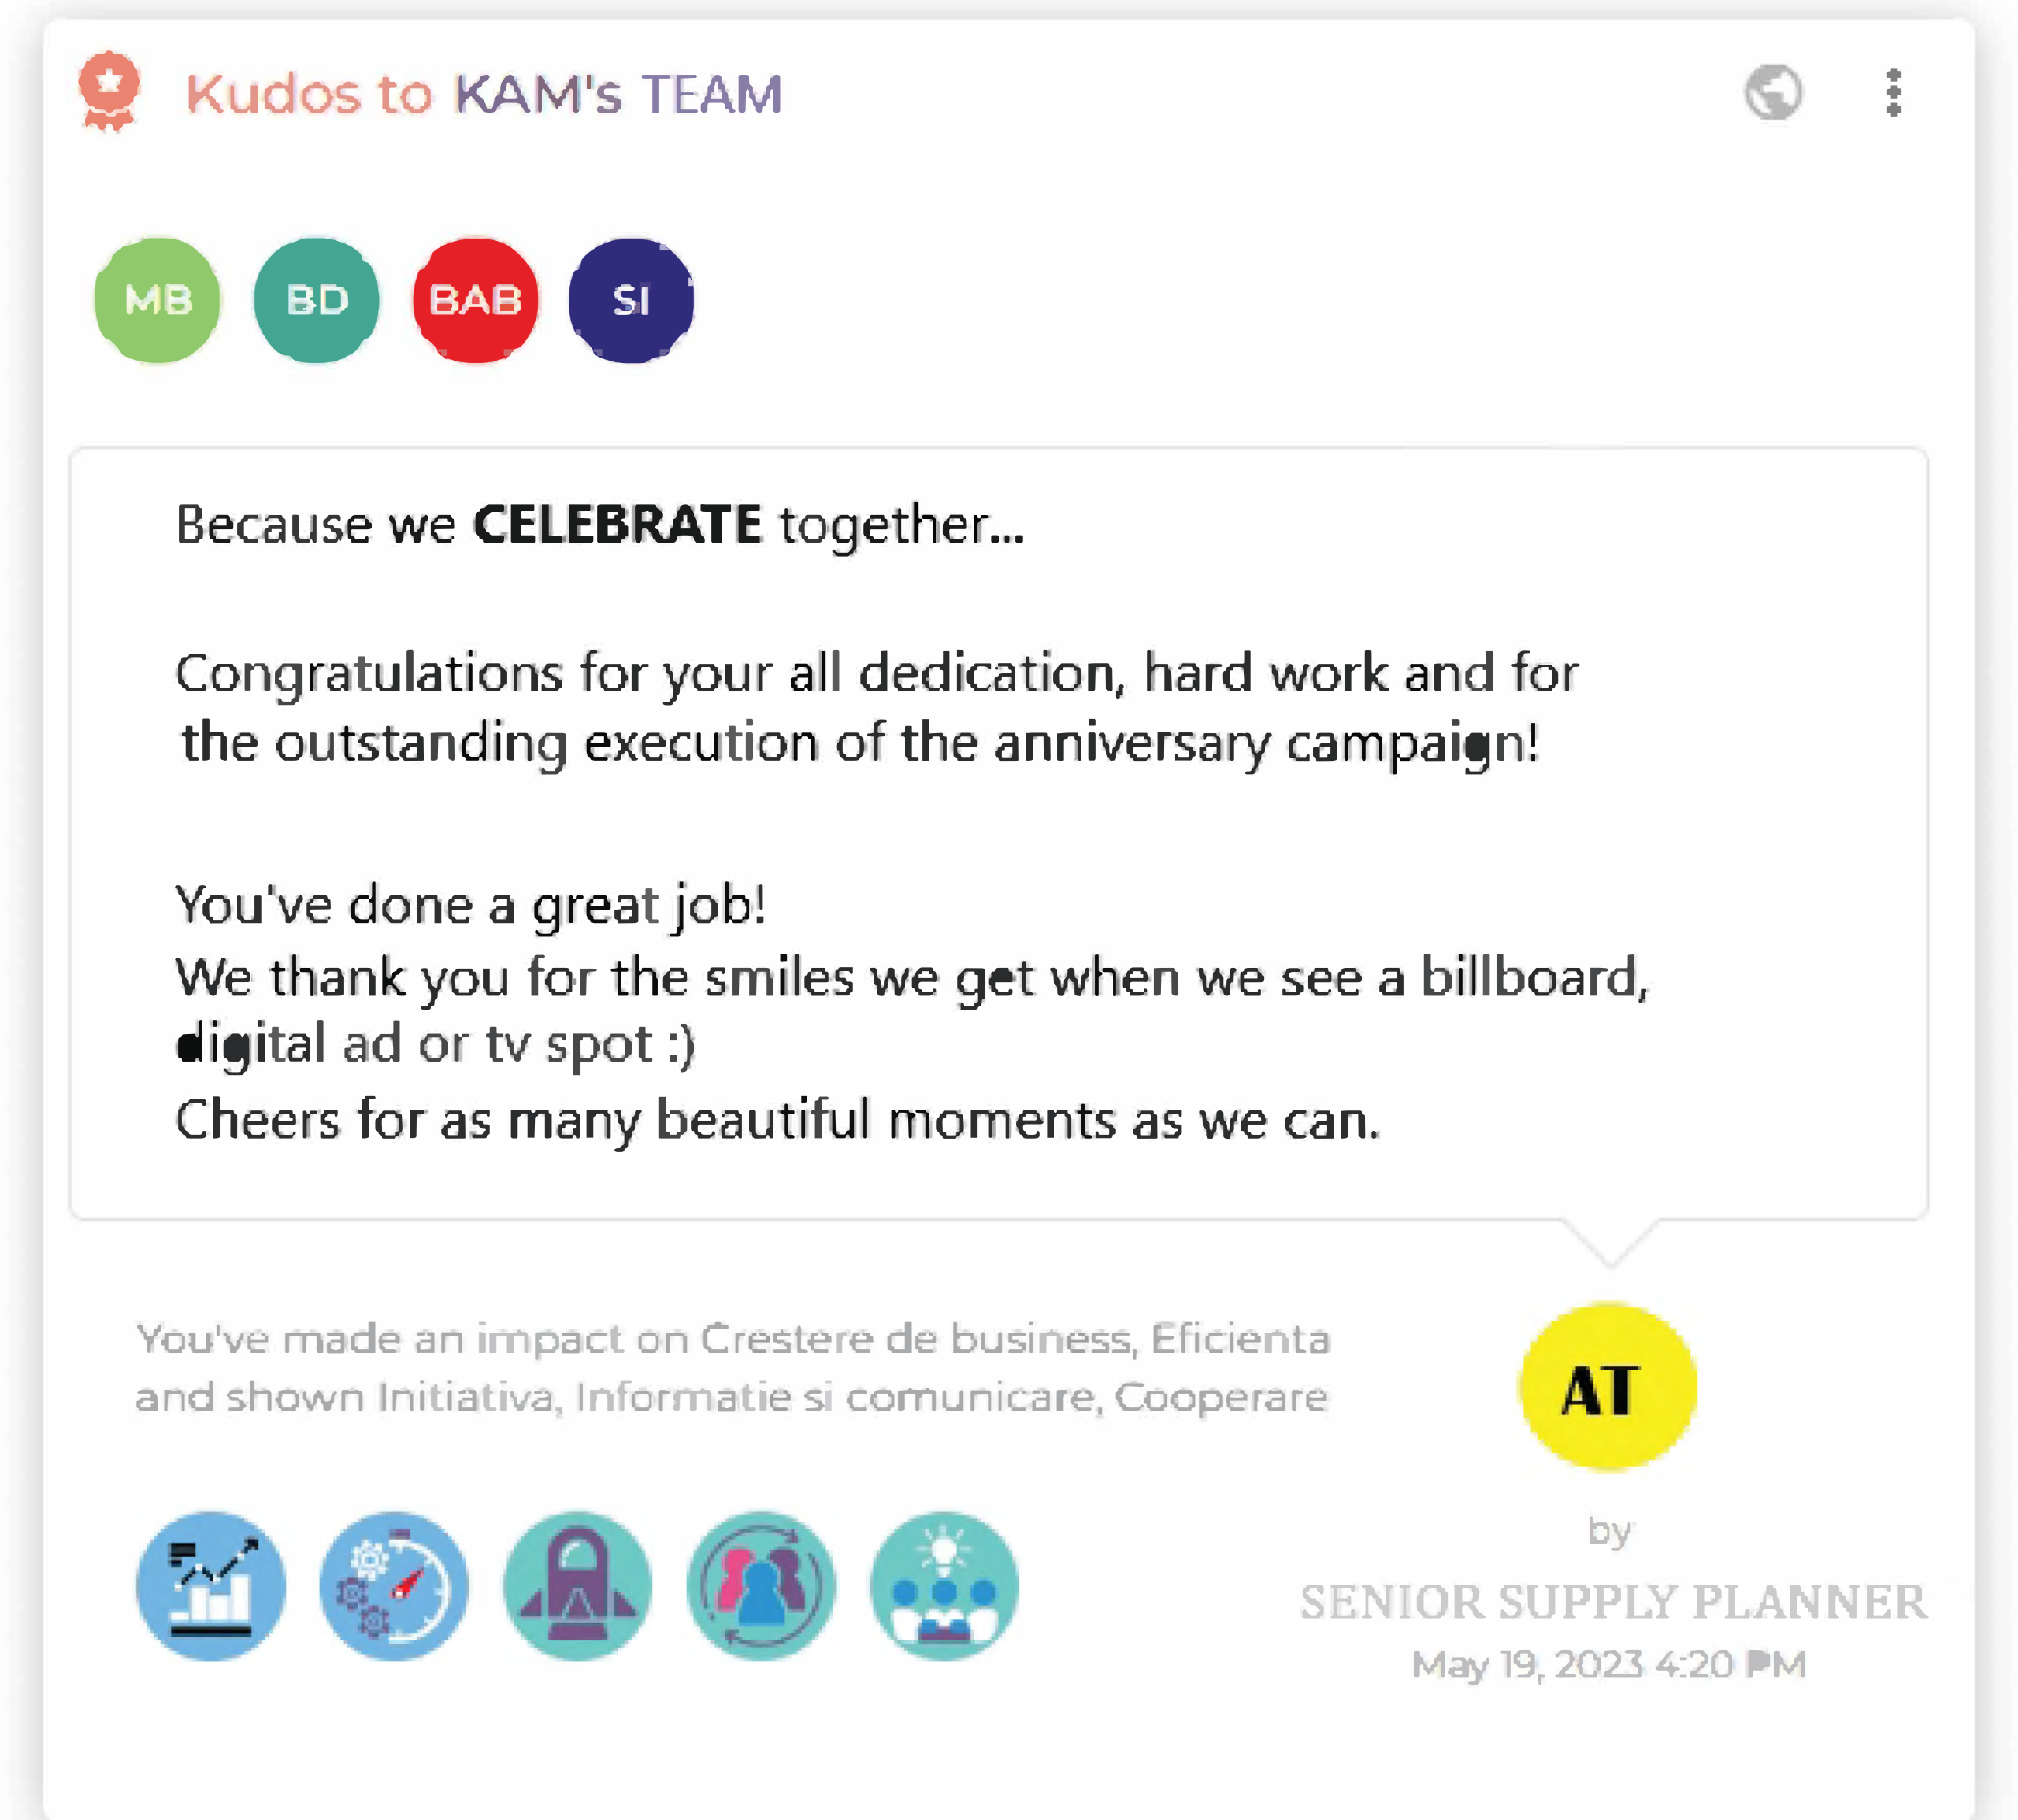 Kudos to KAM's TEAM
MB BD BAB SI
Because we CELEBRATE together...
Congratulations for your all dedication, hard work and for
the outstanding execution of the anniversary campaign!
You've done a great job!
We thank you for the smiles we get when we see a billboard,
digital ad or tv spot :)
Cheers for as many beautiful moments as we can.
You've made an impact on Crestere de business, Eficienta
and shown Initiativa, Informatie si comunicare, Cooperare
AT
by
SENIOR SUPPLY PLANNER
May 19, 2023 4:20 PM